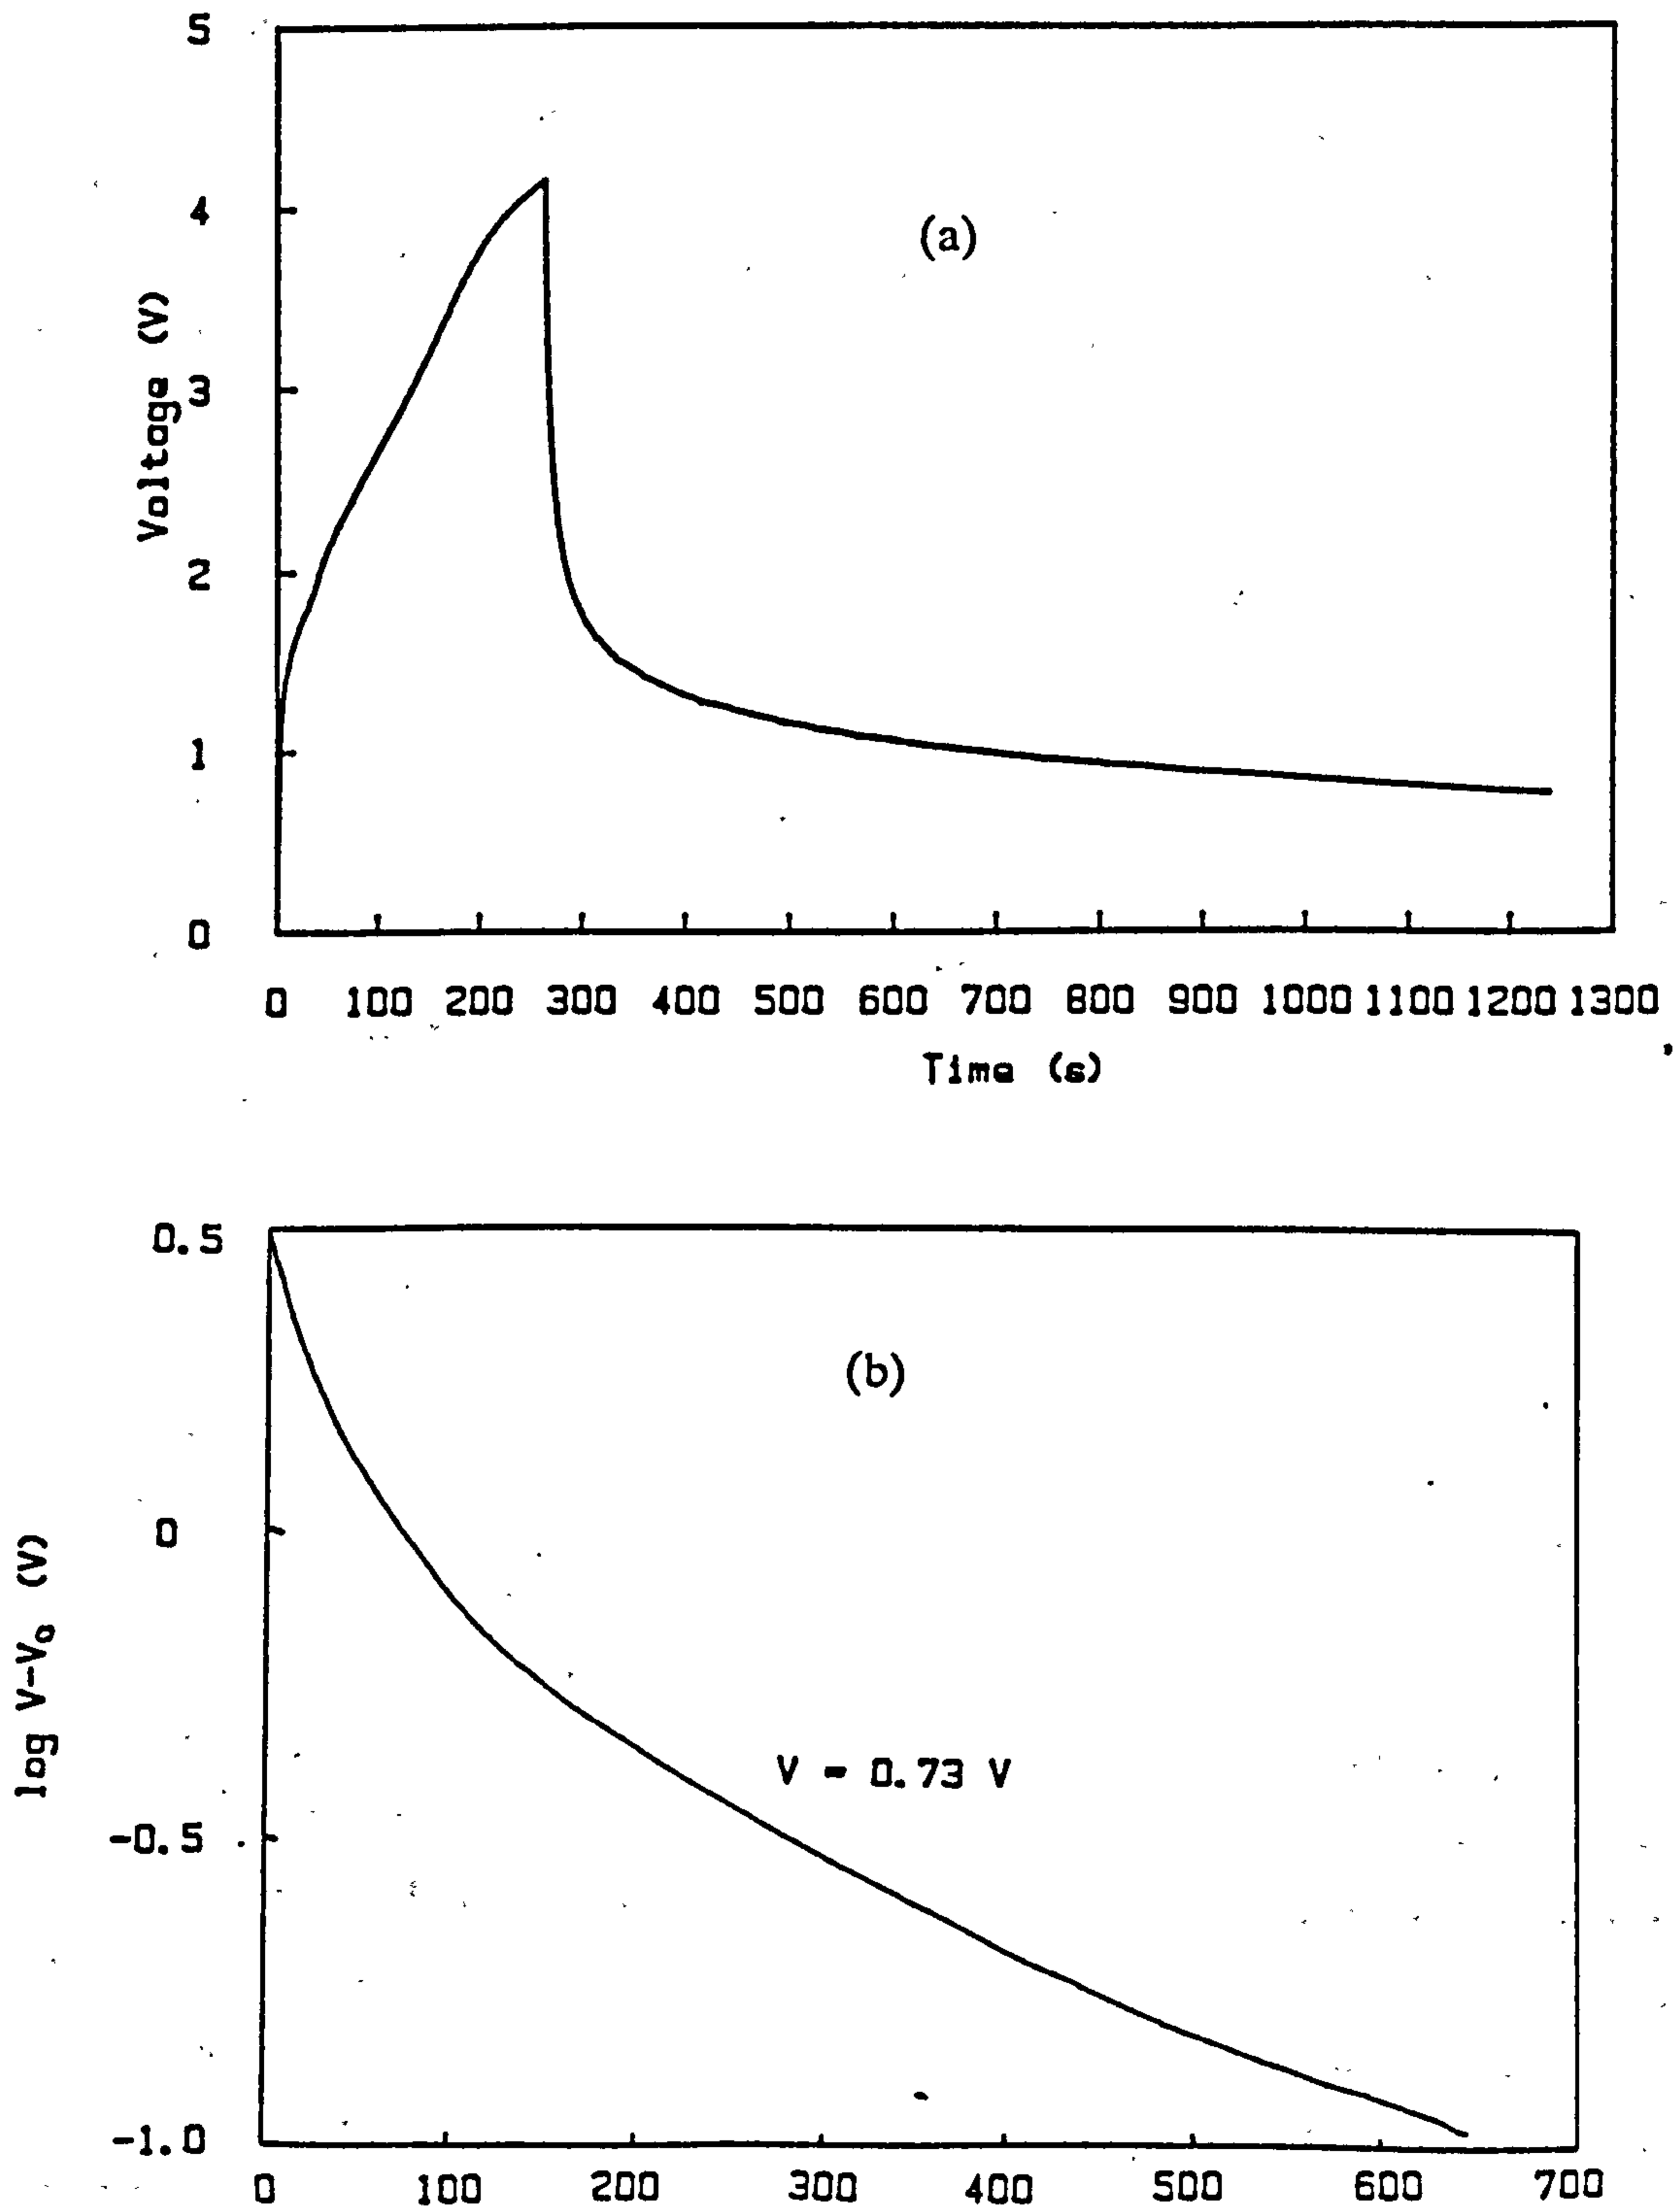 5
4
3
2
1
0
Voltage (V)
(a)
0 100 200 300 400 500 600 700 800 900 1000 1100 1200 1300
Time (s)
0.5
0
-0.5
-1.0
log V-V₀ (V)
(b)
V = 0.73 V
0 100 200 300 400 500 600 700